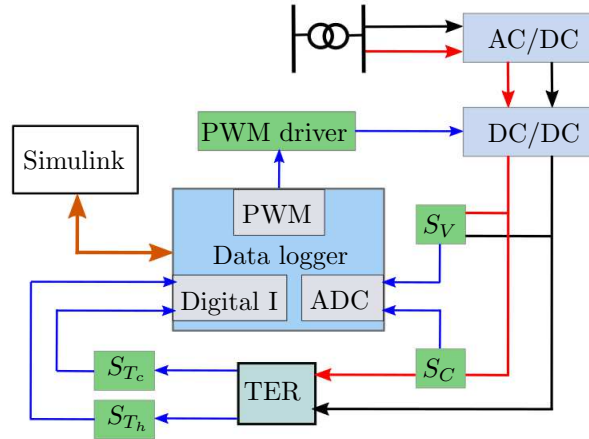 AC/DC
PWM driver
DC/DC
Simulink
PWM
S_V
Data logger
Digital I
ADC
S_{T_c}
TER
S_C
S_{T_h}